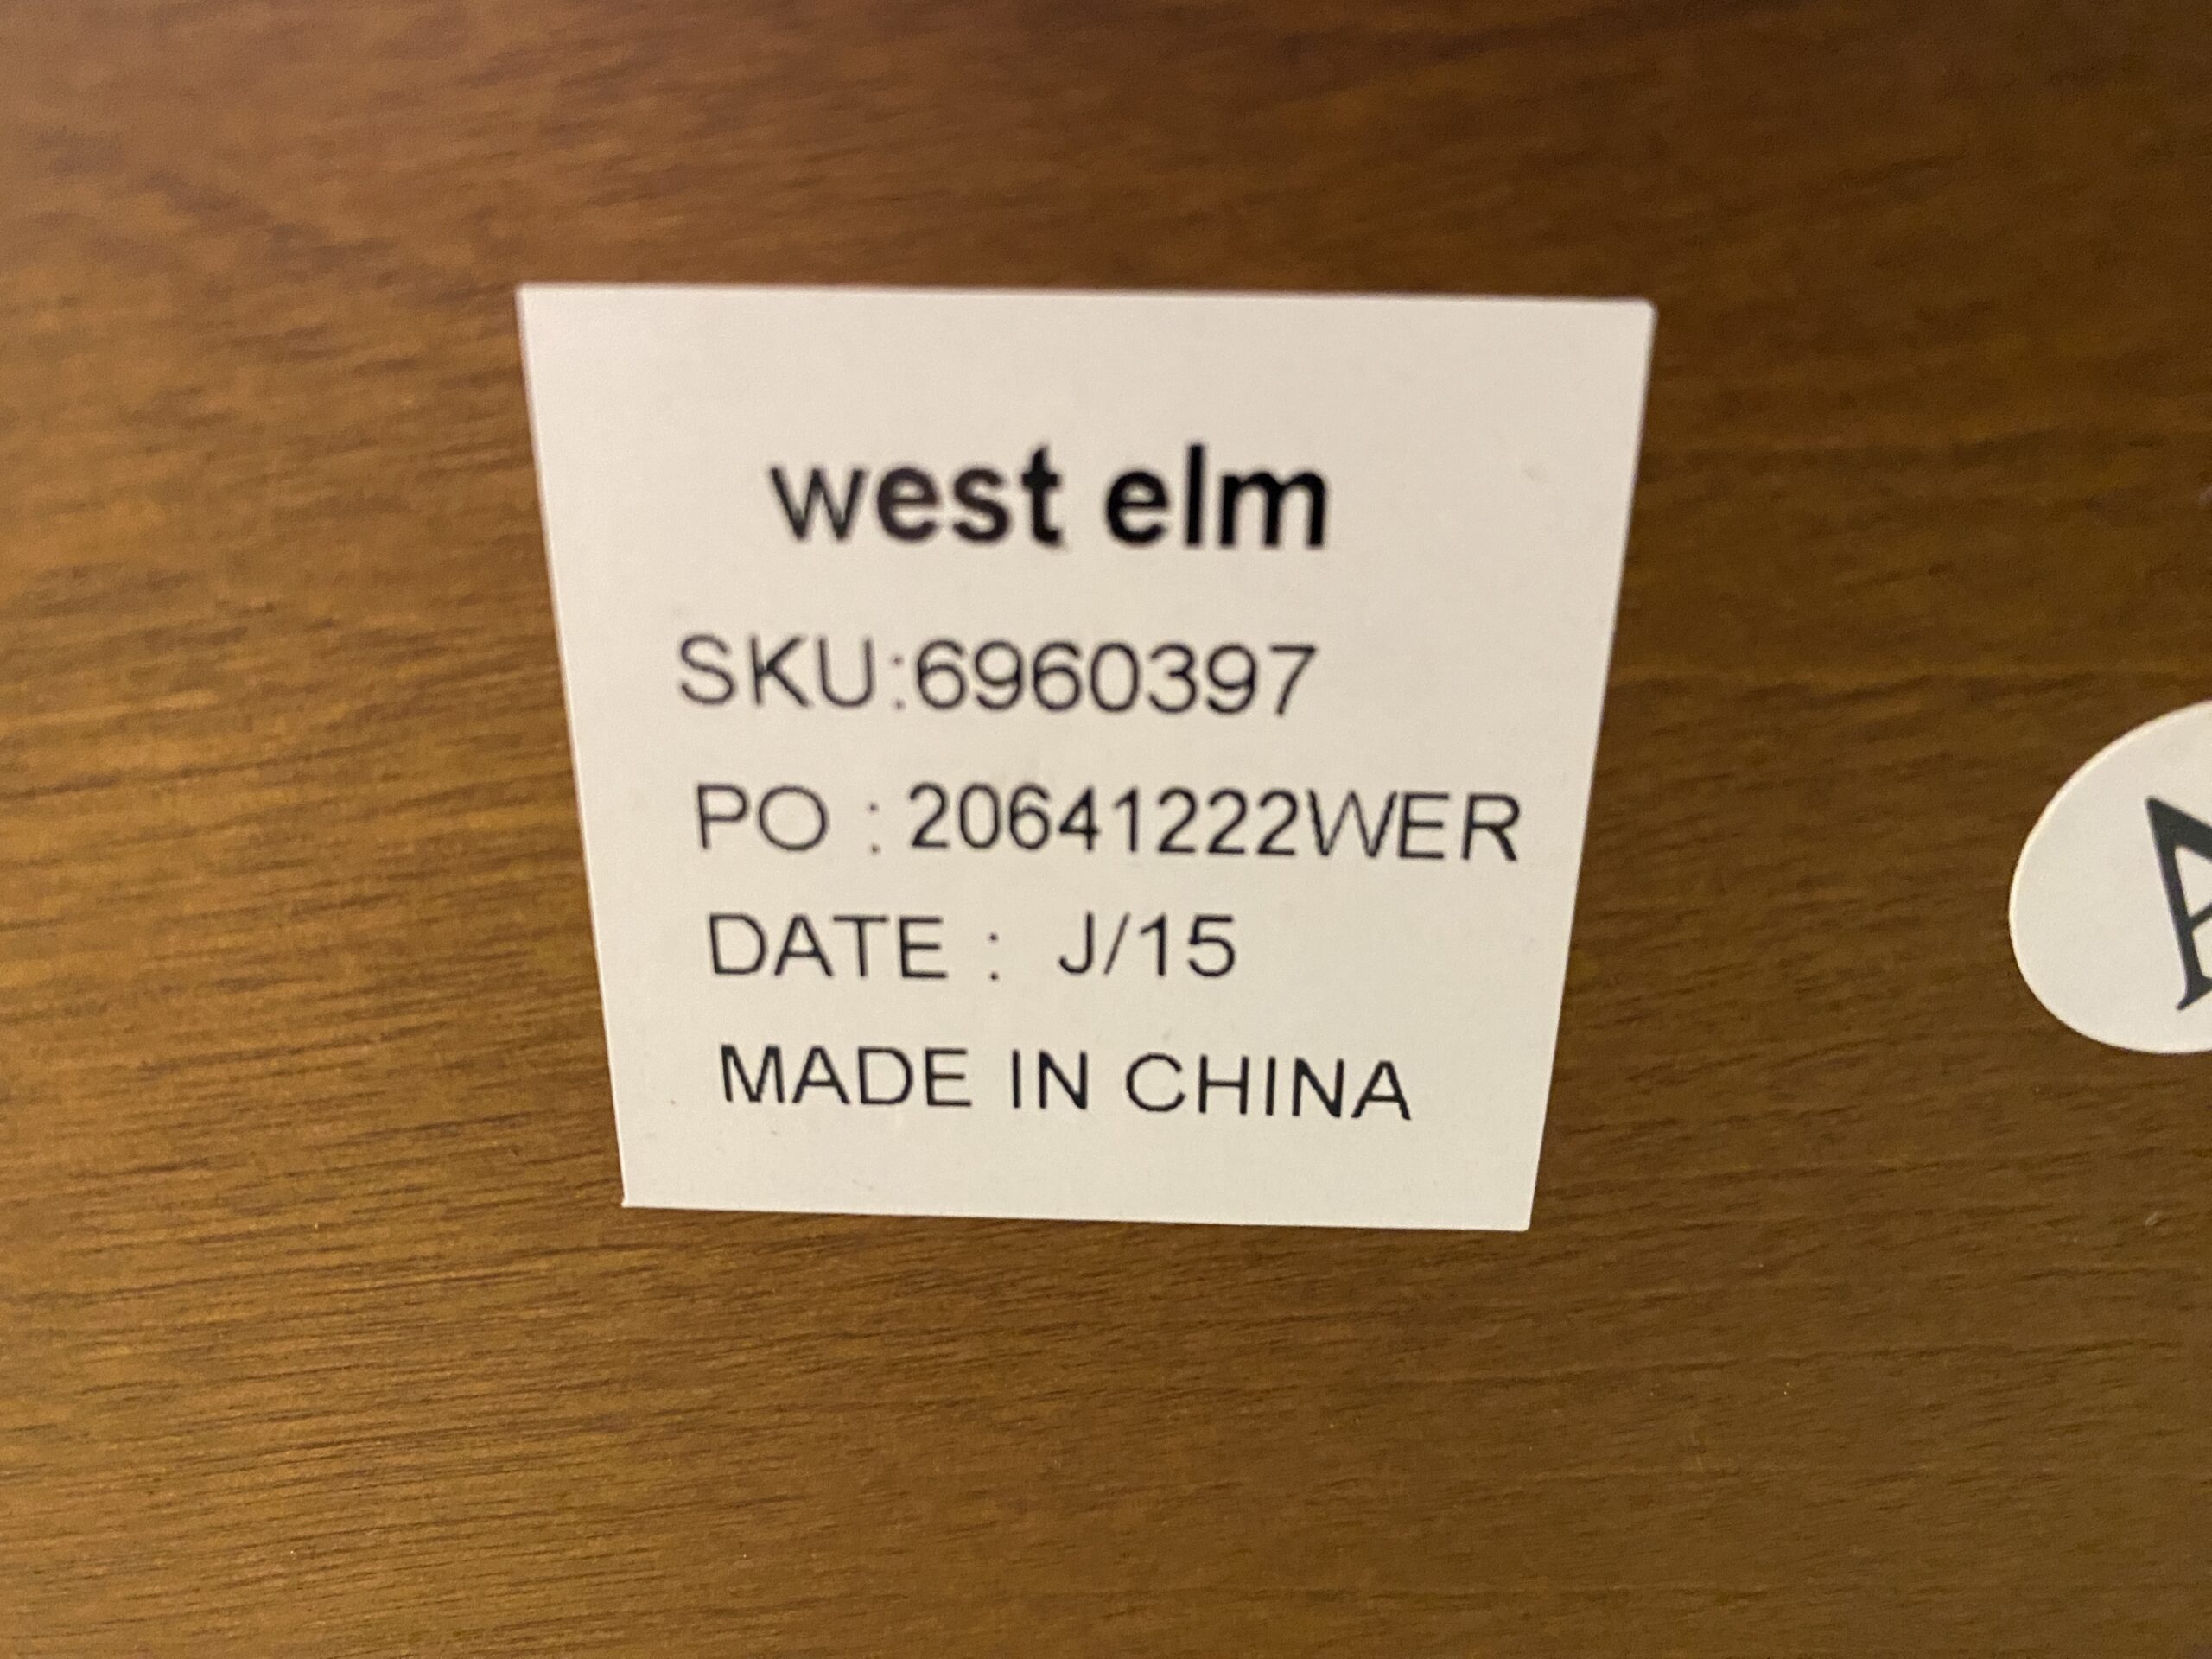 west elm
SKU:6960397
PO : 20641222WER
DATE : J/15
MADE IN CHINA
A